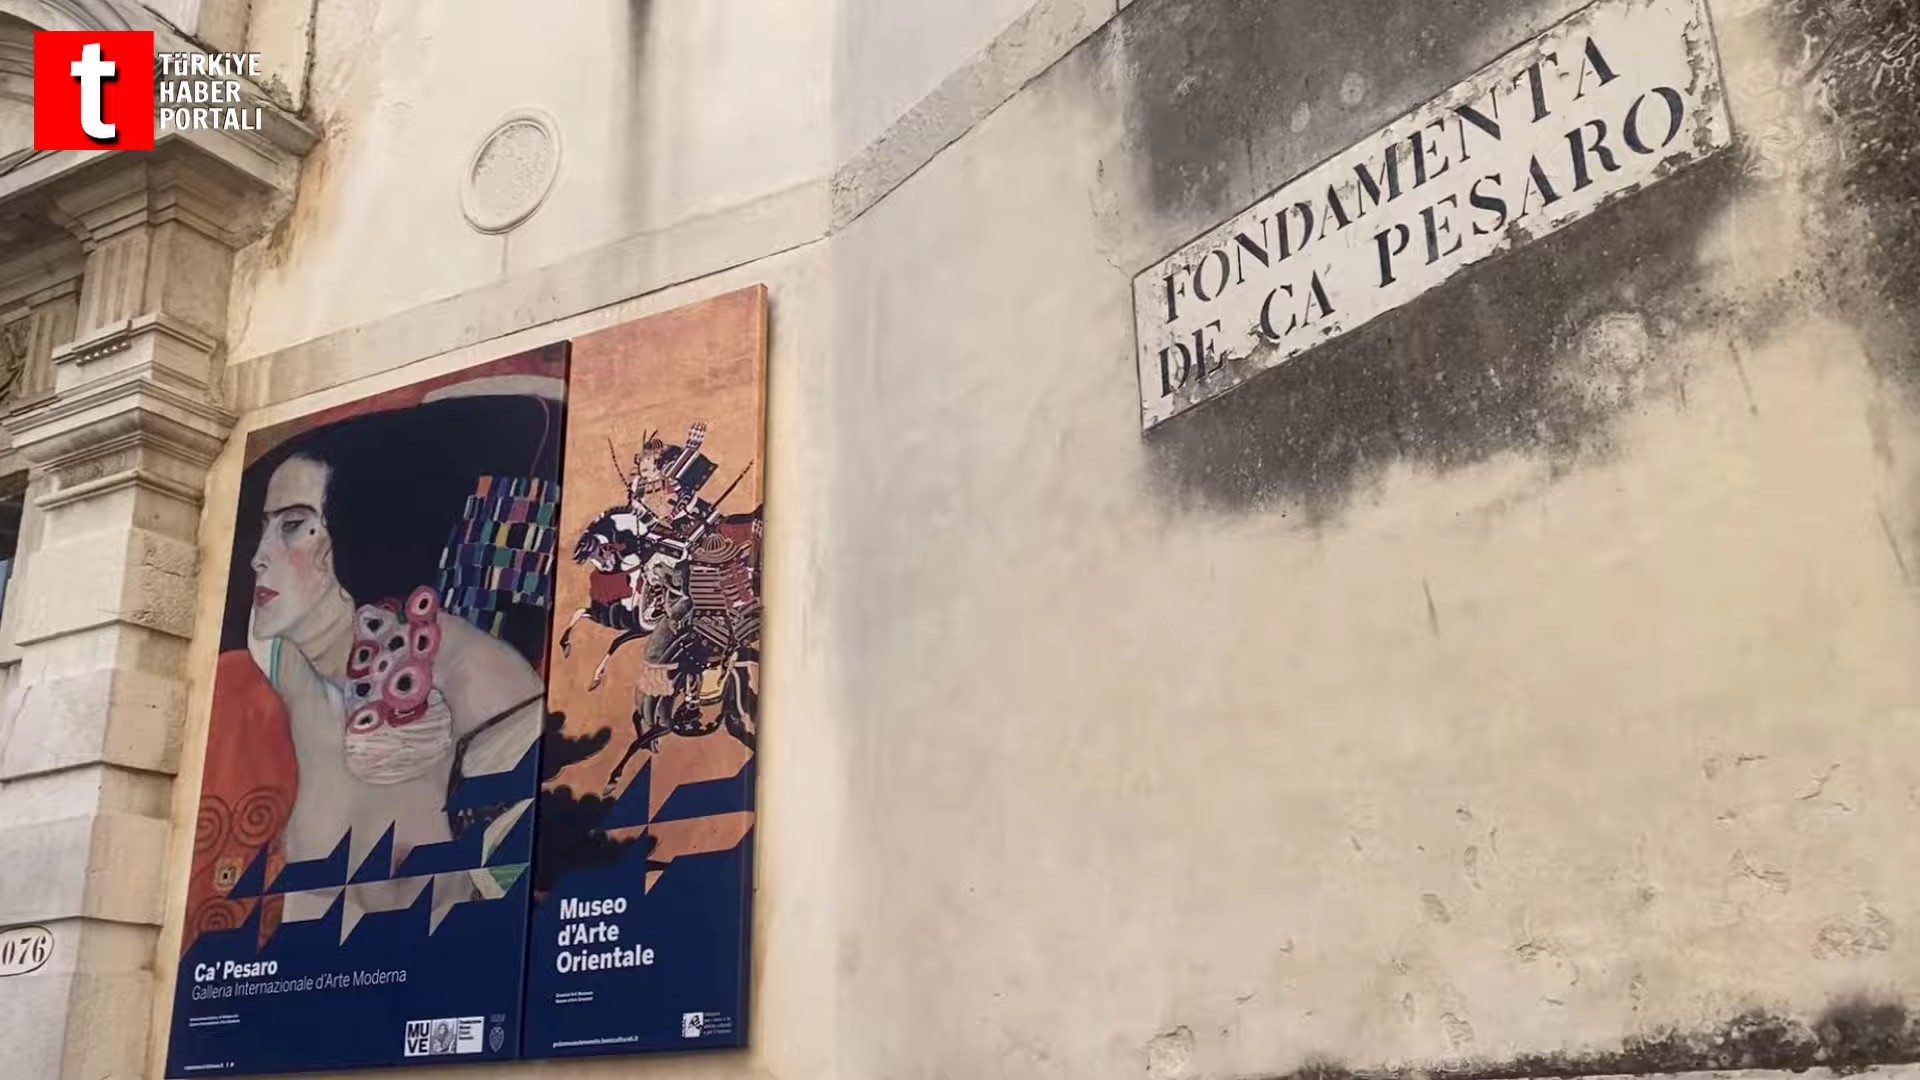 TÜRKİYE
HABER
PORTALI
FONDAMENTA
DE CA PESARO
Museo
d'Arte
Orientale
Ca' Pesaro
Galleria Internazionale d'Arte Moderna
MU
VE
076